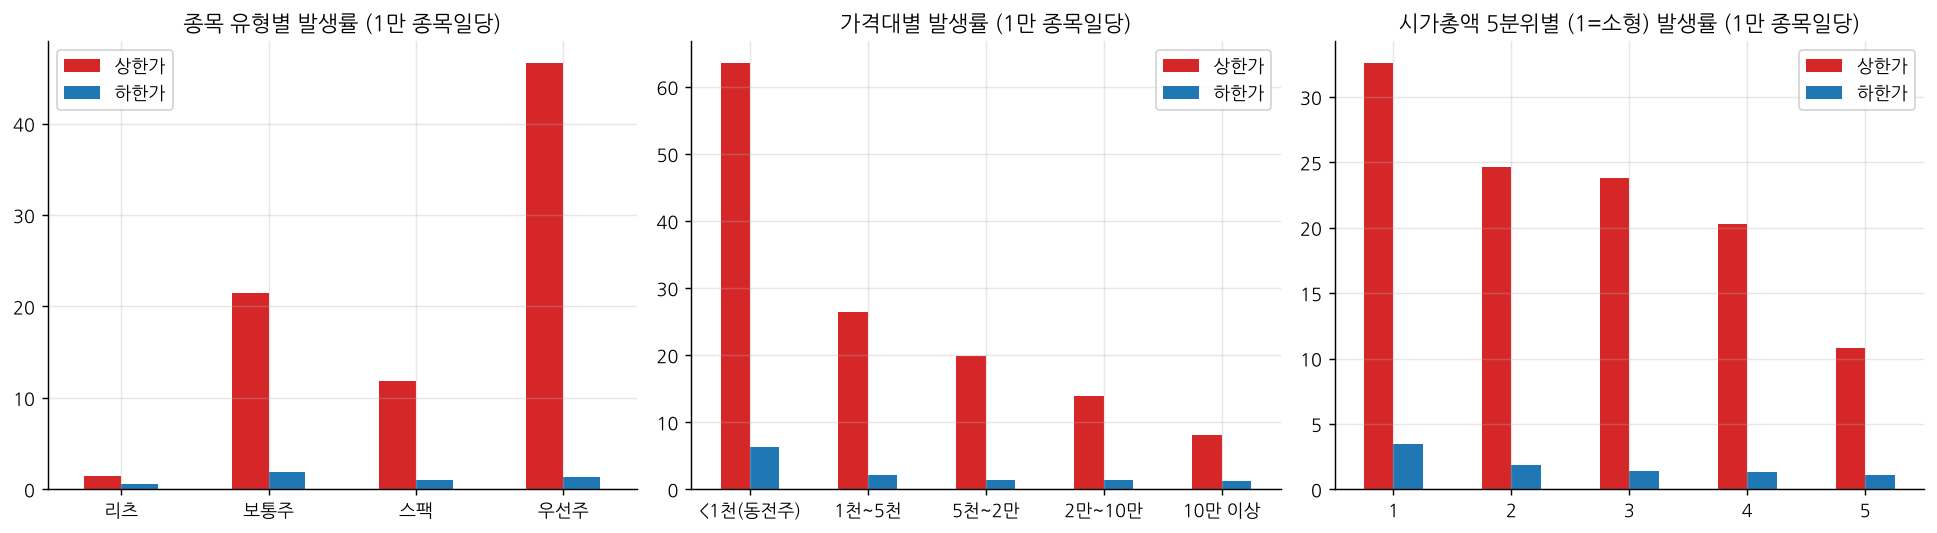 종목 유형별 발생률 (1만 종목일당)
상한가
하한가
40
30
20
10
0
리츠
보통주
스팩
우선주
가격대별 발생률 (1만 종목일당)
상한가
하한가
60
50
40
30
20
10
0
<1천(동전주)
1천~5천
5천~2만
2만~10만
10만 이상
시가총액 5분위별 (1=소형) 발생률 (1만 종목일당)
상한가
하한가
30
25
20
15
10
5
0
1
2
3
4
5